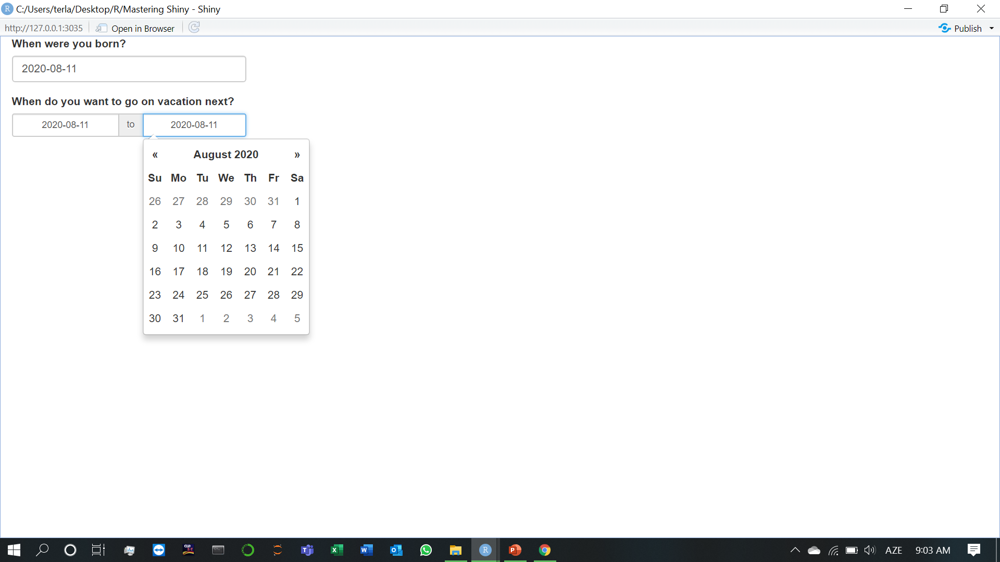 C:/Users/terla/Desktop/R/Mastering Shiny - Shiny
http://127.0.0.1:3035 Open in Browser Publish
When were you born?
2020-08-11
When do you want to go on vacation next?
2020-08-11 to 2020-08-11
« August 2020 »
Su Mo Tu We Th Fr Sa
26 27 28 29 30 31 1
2 3 4 5 6 7 8
9 10 11 12 13 14 15
16 17 18 19 20 21 22
23 24 25 26 27 28 29
30 31 1 2 3 4 5
AZE 9:03 AM